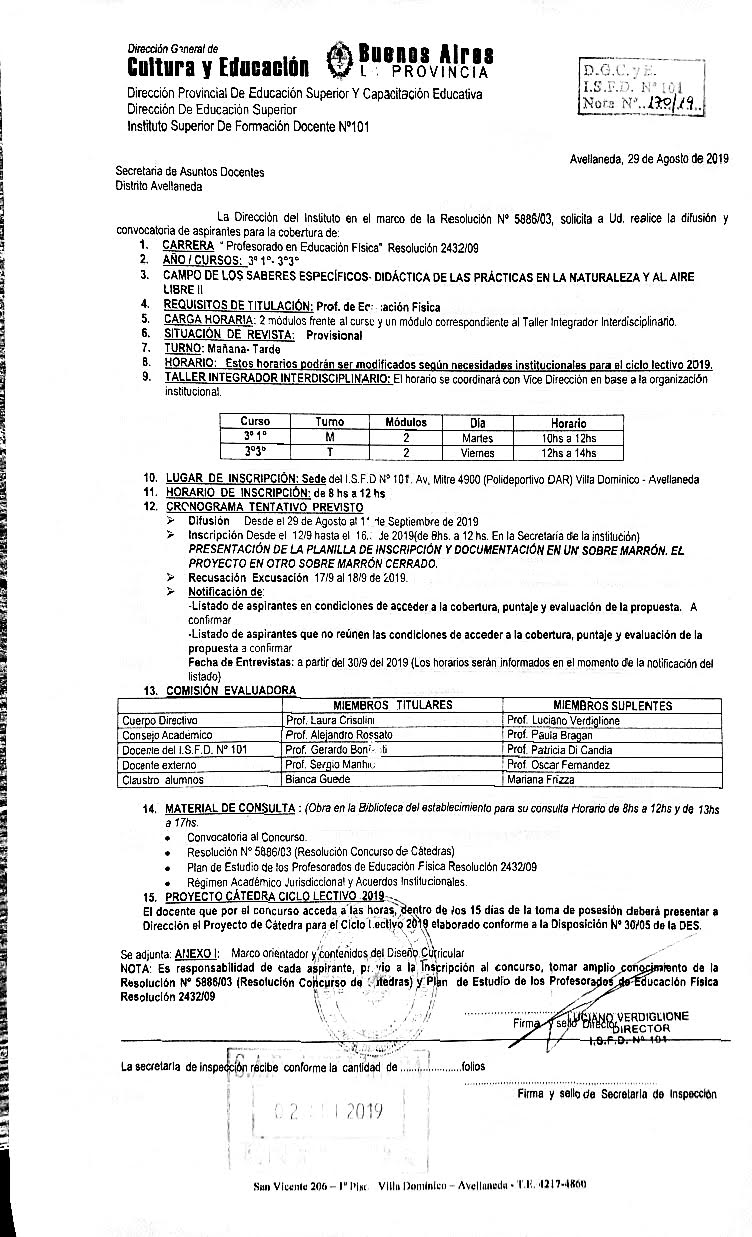 Dirección General de
Cultura y Educación
Buenos Aires
LA PROVINCIA
Dirección Provincial De Educación Superior Y Capacitación Educativa
Dirección De Educación Superior
Instituto Superior De Formación Docente Nº101
D.G.C. y E.
I.S.F.D. Nº 101
Nota Nº..170/19..
Avellaneda, 29 de Agosto de 2019
Secretaria de Asuntos Docentes
Distrito Avellaneda
La Dirección del Instituto en el marco de la Resolución Nº 5886/03, solicita a Ud. realice la difusión y
convocatoria de aspirantes para la cobertura de:
1. CARRERA " Profesorado en Educación Física" Resolución 2432/09
2. AÑO / CURSOS: 3º 1º- 3º3º
3. CAMPO DE LOS SABERES ESPECÍFICOS- DIDÁCTICA DE LAS PRÁCTICAS EN LA NATURALEZA Y AL AIRE
LIBRE II
4. REQUISITOS DE TITULACIÓN: Prof. de Educación Física
5. CARGA HORARIA: 2 módulos frente al curso y un módulo correspondiente al Taller Integrador Interdisciplinario.
6. SITUACIÓN DE REVISTA: Provisional
7. TURNO: Mañana- Tarde
8. HORARIO: Estos horarios podrán ser modificados según necesidades institucionales para el ciclo lectivo 2019.
9. TALLER INTEGRADOR INTERDISCIPLINARIO: El horario se coordinará con Vice Dirección en base a la organización
institucional.
Curso Turno Módulos Día Horario
3º 1º M 2 Martes 10hs a 12hs
3º3º T 2 Viernes 12hs a 14hs
10. LUGAR DE INSCRIPCIÓN: Sede del I.S.F.D Nº 101. Av, Mitre 4900 (Polideportivo DAR) Villa Dominico - Avellaneda
11. HORARIO DE INSCRIPCIÓN: de 8 hs a 12 hs
12. CRONOGRAMA TENTATIVO PREVISTO
➢ Difusión Desde el 29 de Agosto al 11 de Septiembre de 2019
➢ Inscripción Desde el 12/9 hasta el 16 de 2019(de 8hs. a 12 hs. En la Secretaría de la institución)
PRESENTACIÓN DE LA PLANILLA DE INSCRIPCIÓN Y DOCUMENTACIÓN EN UN SOBRE MARRÓN. EL
PROYECTO EN OTRO SOBRE MARRÓN CERRADO.
➢ Recusación Excusación 17/9 al 18/9 de 2019.
➢ Notificación de:
-Listado de aspirantes en condiciones de acceder a la cobertura, puntaje y evaluación de la propuesta. A
confirmar
-Listado de aspirantes que no reúnen las condiciones de acceder a la cobertura, puntaje y evaluación de la
propuesta a confirmar
Fecha de Entrevistas: a partir del 30/9 del 2019 (Los horarios serán informados en el momento de la notificación del
listado)
13. COMISIÓN EVALUADORA
MIEMBROS TITULARES MIEMBROS SUPLENTES
Cuerpo Directivo Prof. Laura Crisolini Prof. Luciano Verdiglione
Consejo Académico Prof. Alejandro Rossato Prof. Paula Bragan
Docente del I.S.F.D. Nº 101 Prof. Gerardo Prof. Patricia Di Candia
Docente externo Prof. Sergio Prof. Oscar Fernandez
Claustro alumnos Bianca Guede Mariana Frizza
14. MATERIAL DE CONSULTA : (Obra en la Biblioteca del establecimiento para su consulta Horario de 8hs a 12hs y de 13hs
a 17hs.
• Convocatoria al Concurso.
• Resolución Nº 5886/03 (Resolución Concurso de Cátedras)
• Plan de Estudio de los Profesorados de Educación Física Resolución 2432/09
• Régimen Académico Jurisdiccional y Acuerdos Institucionales.
15. PROYECTO CÁTEDRA CICLO LECTIVO 2019
El docente que por el concurso acceda a las horas, dentro de los 15 días de la toma de posesión deberá presentar a
Dirección el Proyecto de Cátedra para el Ciclo Lectivo 2019 elaborado conforme a la Disposición Nº 30/05 de la DES.
Se adjunta: ANEXO I: Marco orientador y contenidos del Diseño Curricular
NOTA: Es responsabilidad de cada aspirante, previo a la Inscripción al concurso, tomar amplio conocimiento de la
Resolución Nº 5886/03 (Resolución Concurso de Cátedras) y Plan de Estudio de los Profesorados de Educación Física
Resolución 2432/09
Firma y sello Director
LUCIANO VERDIGLIONE
DIRECTOR
I.S.F.D. Nº 101
La secretaria de inspección recibe conforme la cantidad de ......................folios
Firma y sello de Secretaria de Inspección
02 2019
San Vicente 206 – 1º Piso Villa Domínico – Avellaneda - T.E. 4217-4860